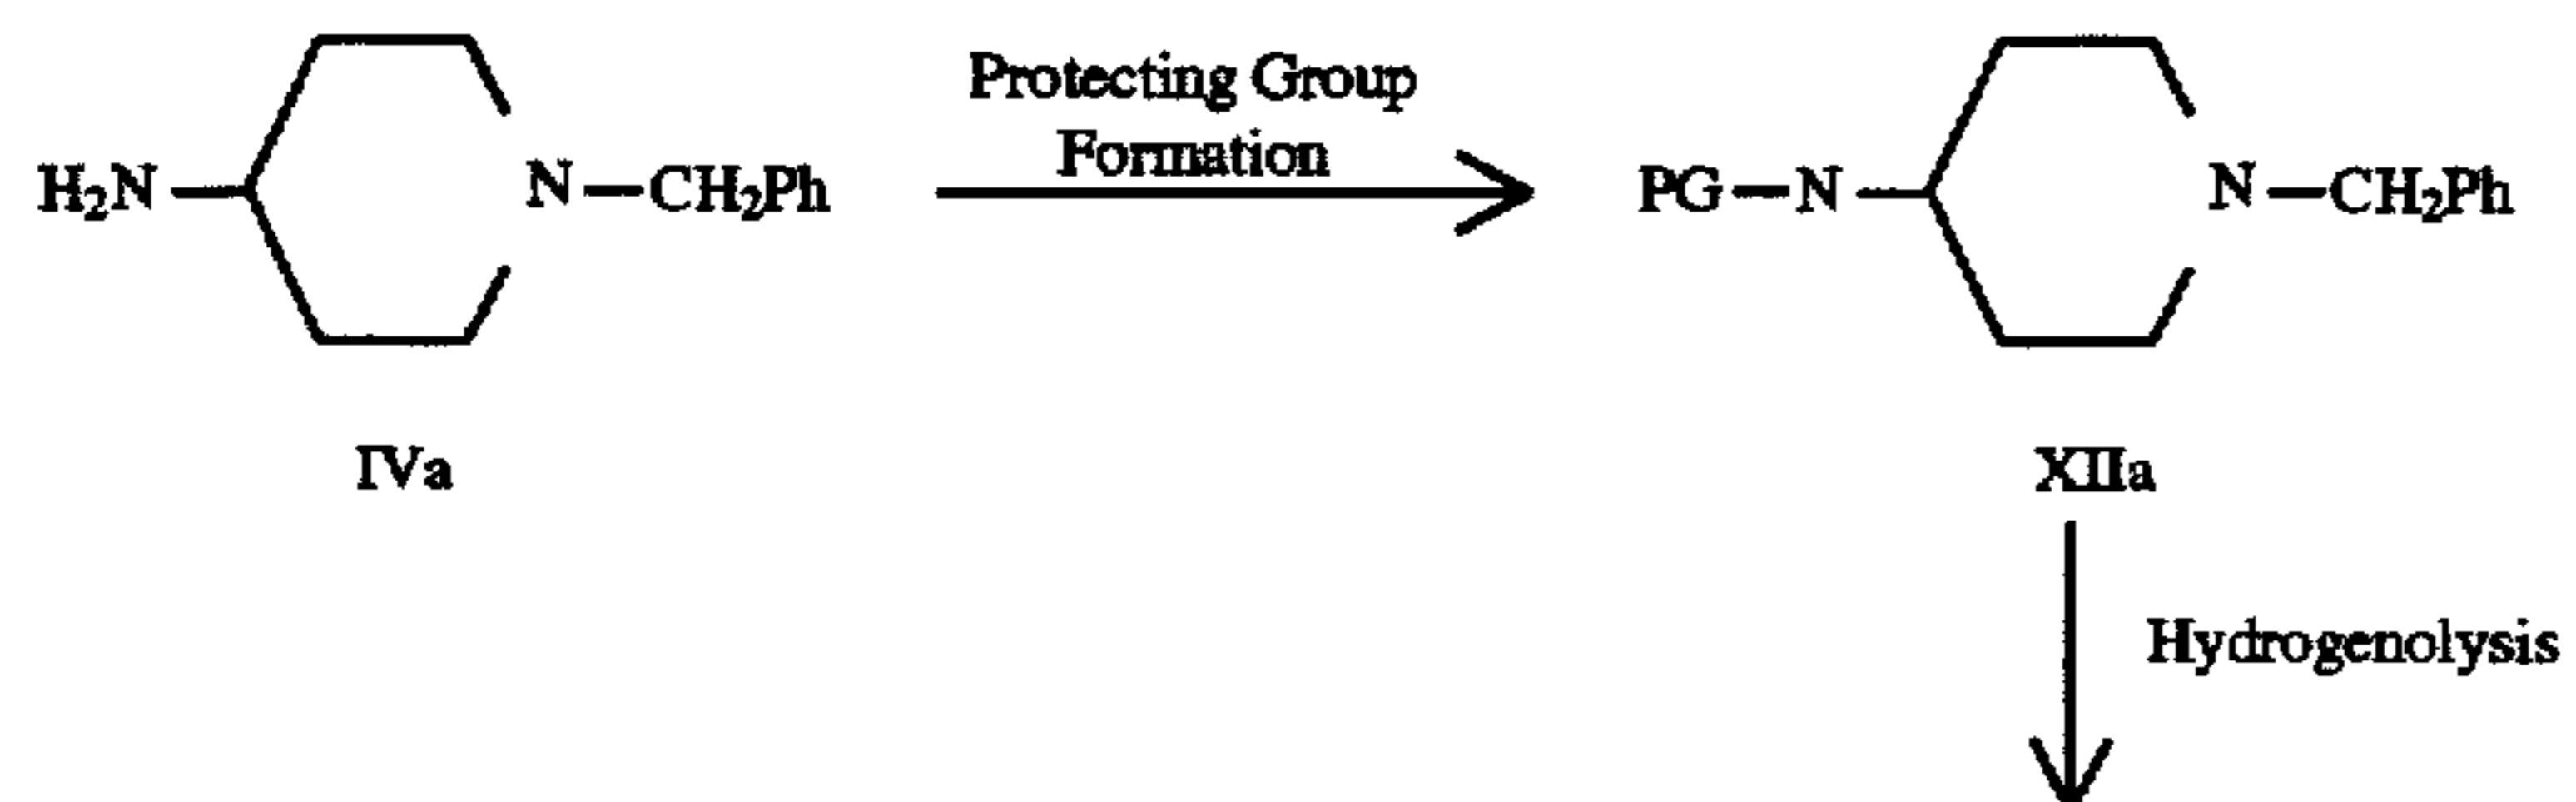 Protecting Group
Formation
H₂N N—CH₂Ph PG—N N—CH₂Ph
IVa XIIa
Hydrogenolysis